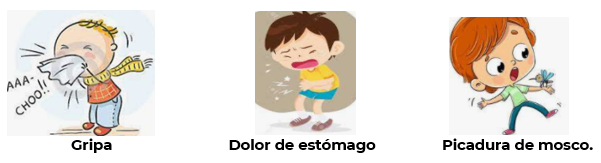 AAA-
CHOO!!
Gripa
Dolor de estómago
Picadura de mosco.